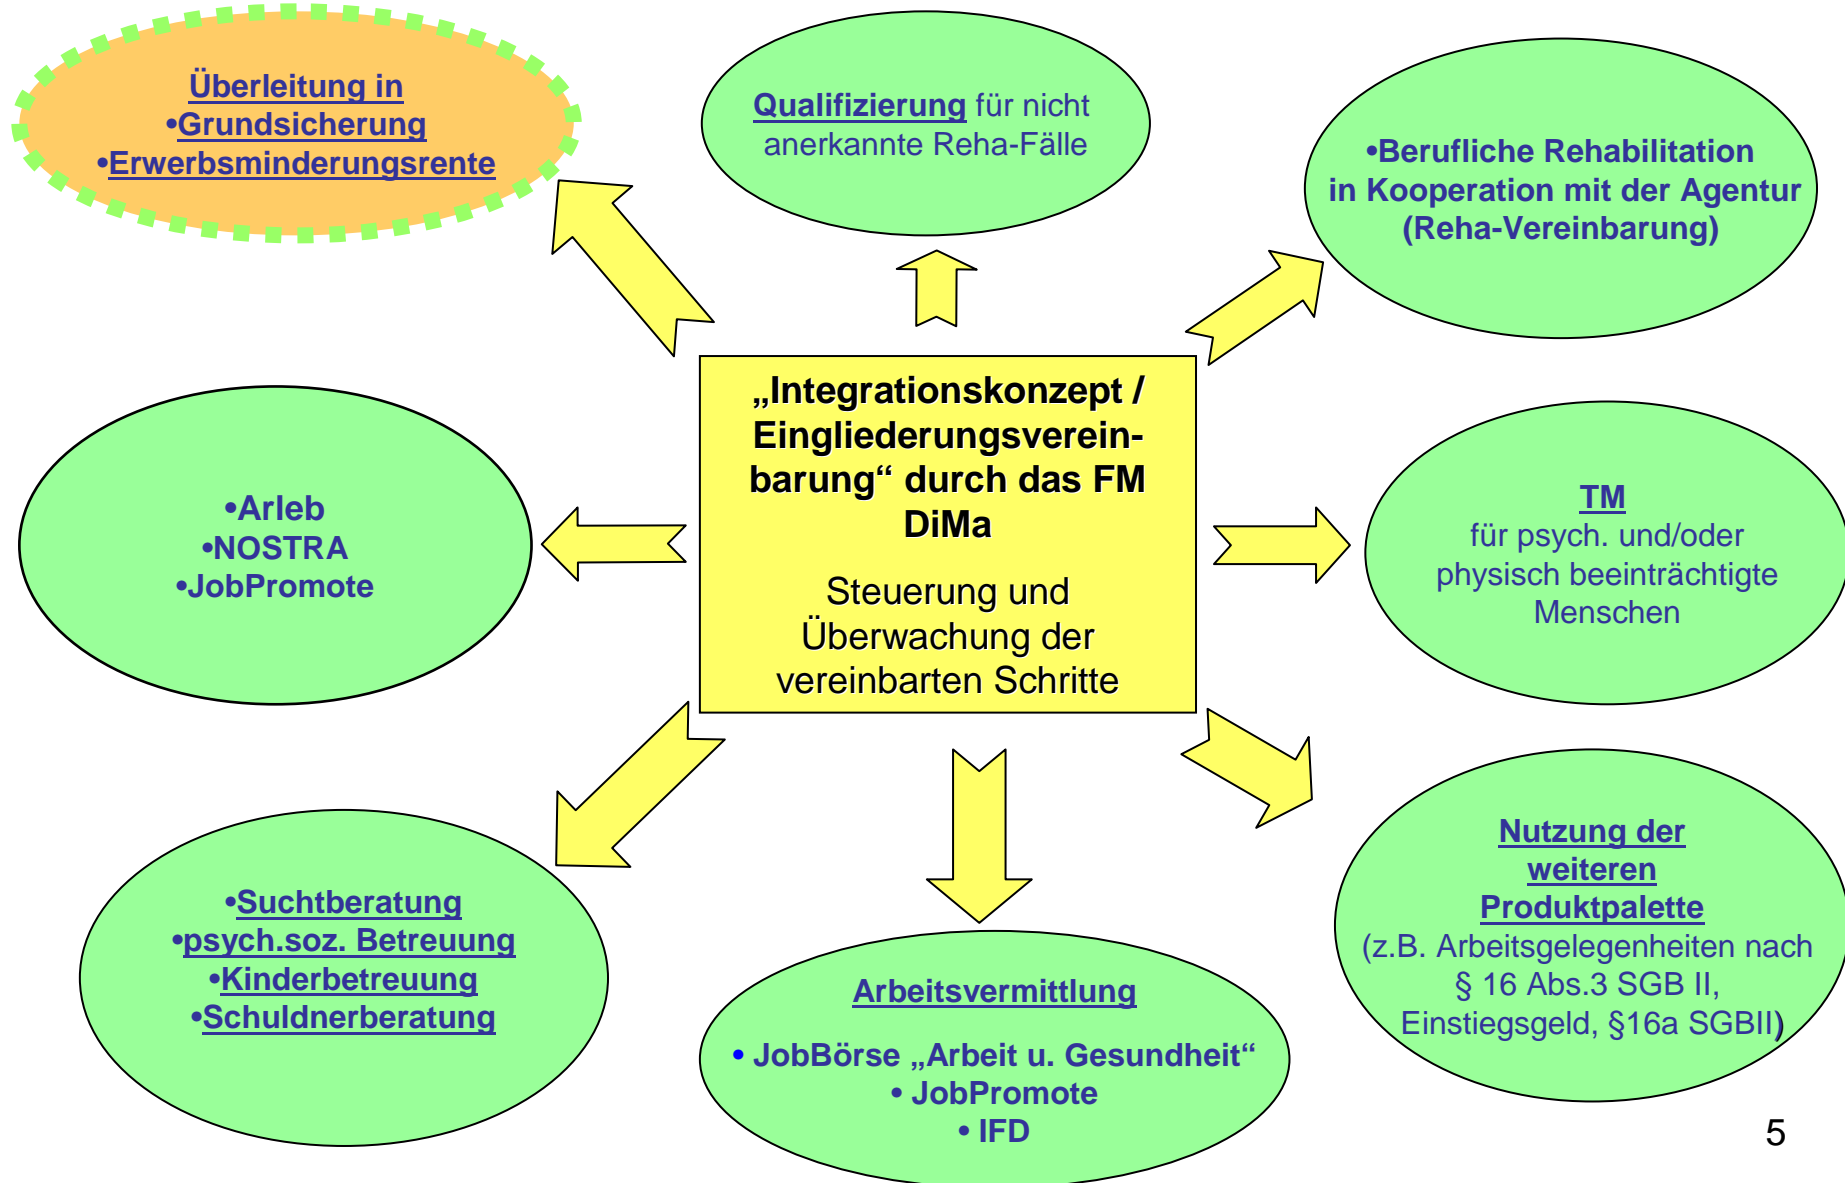 Überleitung in
•Grundsicherung
•Erwerbsminderungsrente
Qualifizierung für nicht
anerkannte Reha-Fälle
•Berufliche Rehabilitation
in Kooperation mit der Agentur
(Reha-Vereinbarung)
„Integrationskonzept /
Eingliederungsverein-
barung“ durch das FM
DiMa
Steuerung und
Überwachung der
vereinbarten Schritte
•Arleb
•NOSTRA
•JobPromote
TM
für psych. und/oder
physisch beeinträchtigte
Menschen
•Suchtberatung
•psych.soz. Betreuung
•Kinderbetreuung
•Schuldnerberatung
Arbeitsvermittlung
• JobBörse „Arbeit u. Gesundheit“
• JobPromote
• IFD
Nutzung der
weiteren
Produktpalette
(z.B. Arbeitsgelegenheiten nach
§ 16 Abs.3 SGB II,
Einstiegsgeld, §16a SGBII)
5